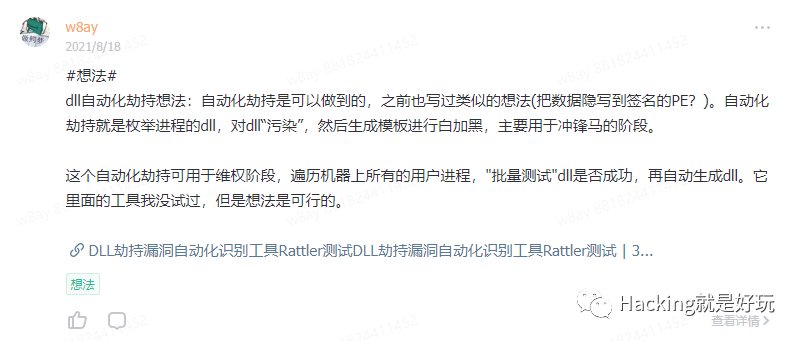 w8ay
2021/8/18
#想法#
dll自动化劫持想法：自动化劫持是可以做到的，之前也写过类似的想法(把数据隐写到签名的PE？)。自动化
劫持就是枚举进程的dll，对dll“污染”，然后生成模板进行白加黑，主要用于冲锋马的阶段。
这个自动化劫持可用于维权阶段，遍历机器上所有的用户进程，"批量测试"dll是否成功，再自动生成dll。它
里面的工具我没试过，但是想法是可行的。
DLL劫持漏洞自动化识别工具Rattler测试DLL劫持漏洞自动化识别工具Rattler测试 | 3...
想法
Hacking就是好玩
查看详情